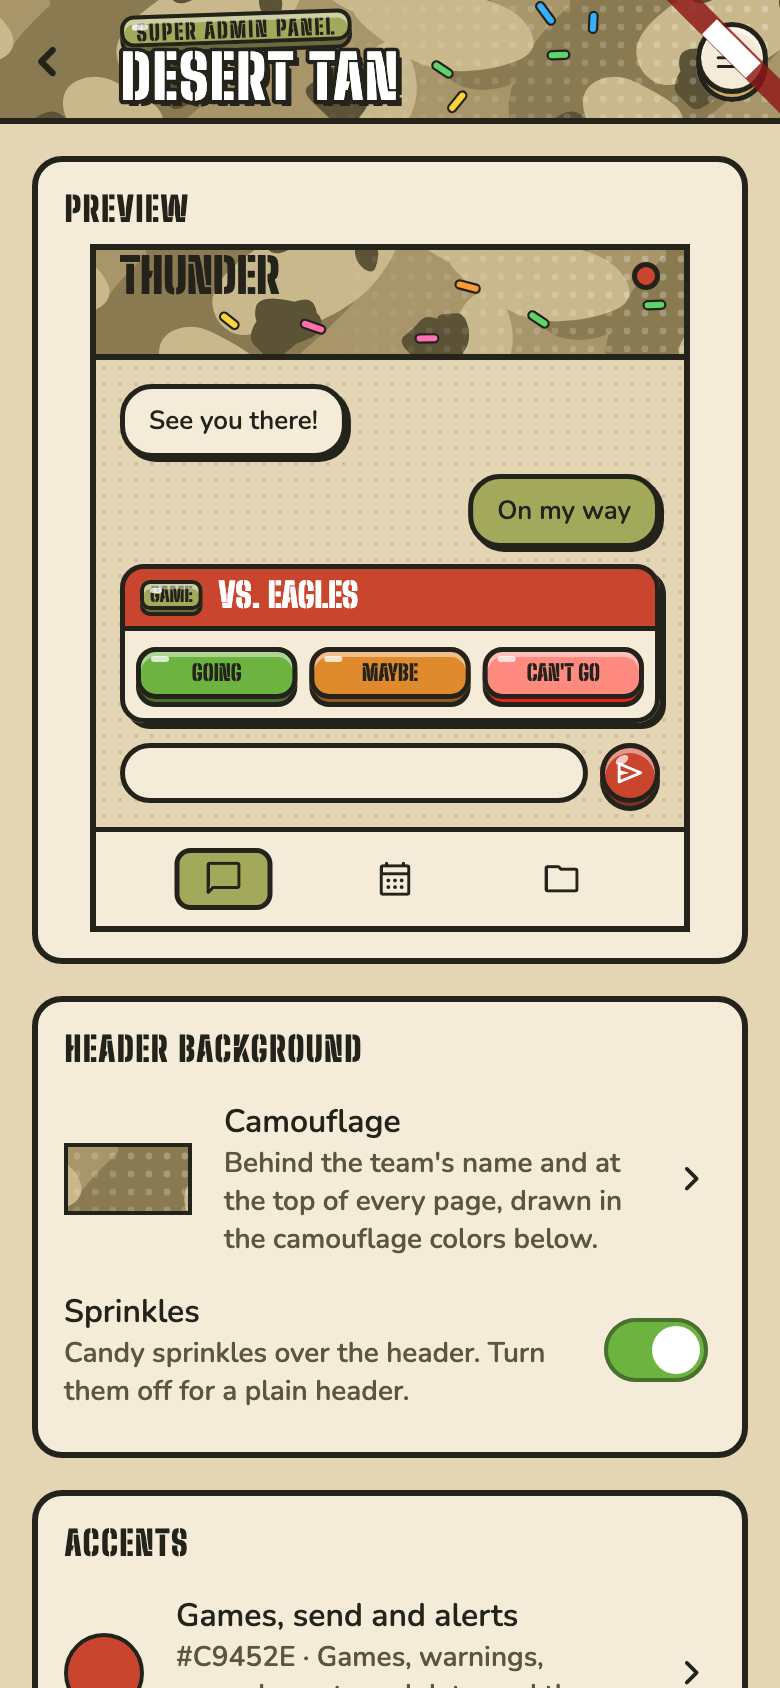 SUPER ADMIN PANEL
DESERT TAN
PREVIEW
THUNDER
See you there!
On my way
GAME
VS. EAGLES
GOING
MAYBE
CAN'T GO
HEADER BACKGROUND
Camouflage
Behind the team's name and at
the top of every page, drawn in
the camouflage colors below.
Sprinkles
Candy sprinkles over the header. Turn
them off for a plain header.
ACCENTS
Games, send and alerts
#C9452E · Games, warnings,